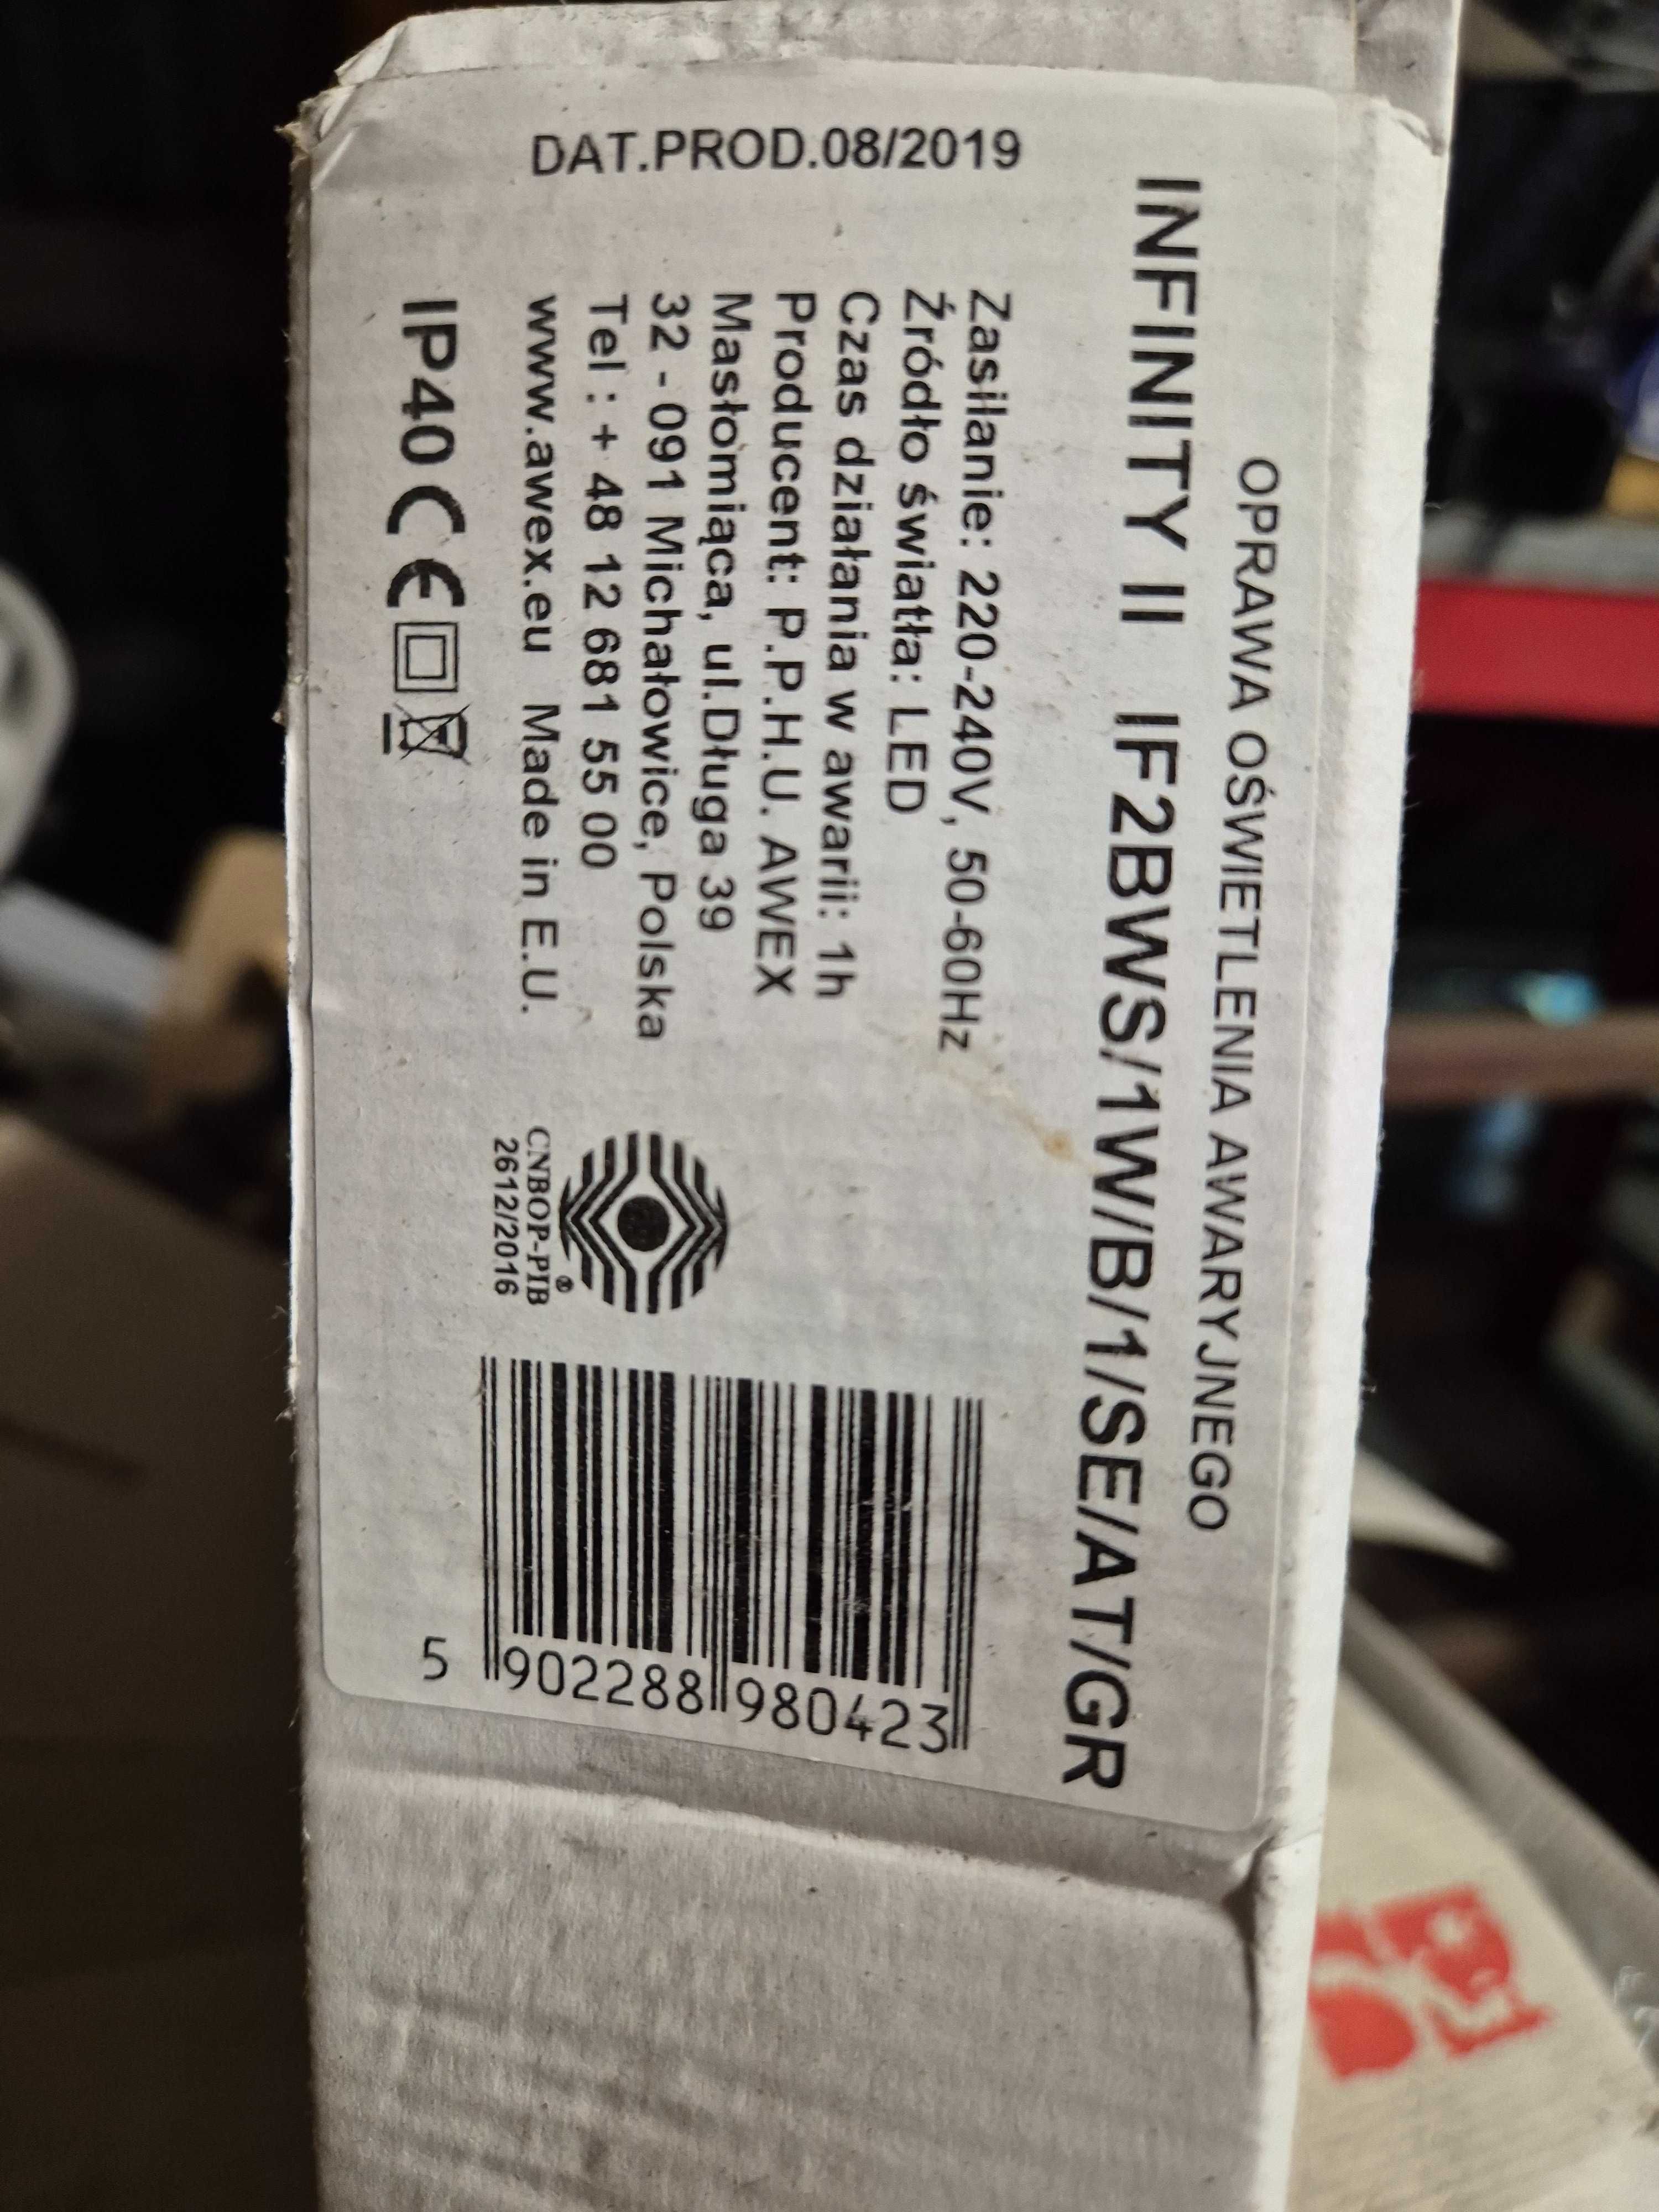 OPRAWA OŚWIETLENIA AWARYJNEGO
INFINITY II IF2BWS/1W/B/1/SE/AT/GR
Zasilanie: 220-240V, 50-60Hz
Źródło światła: LED
Czas działania w awarii: 1h
Producent: P.P.H.U. AWEX
Masłomiąca, ul.Długa 39
32 - 091 Michałowice, Polska
Tel : + 48 12 681 55 00
www.awex.eu Made in E.U.
IP40 CE
DAT.PROD.08/2019
CNBOP-PIB®
2612/2016
5 902288 980423